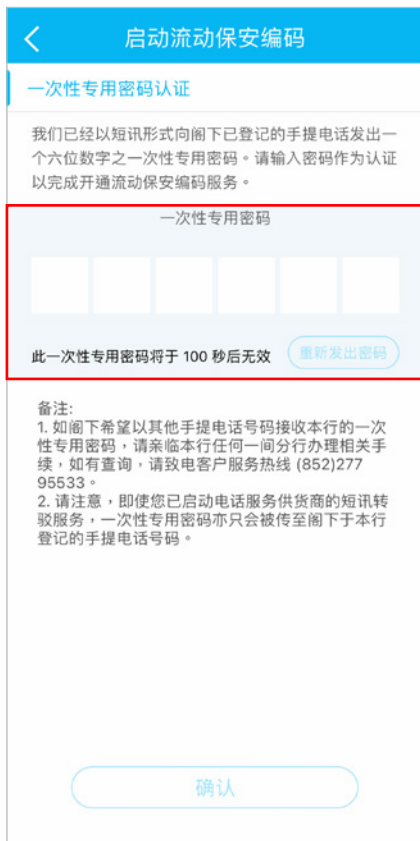 启动流动保安编码
一次性专用密码认证
我们已经以短讯形式向阁下已登记的手提电话发出一
个六位数字之一次性专用密码。请输入密码作为认证
以完成开通流动保安编码服务。
一次性专用密码
此一次性专用密码将于 100 秒后无效
重新发出密码
备注:
1. 如阁下希望以其他手提电话号码接收本行的一次
性专用密码，请亲临本行任何一间分行办理相关手
续，如有查询，请致电客户服务热线 (852)277
95533。
2. 请注意，即使您已启动电话服务供货商的短讯转
驳服务，一次性专用密码亦只会被传至阁下于本行
登记的手提电话号码。
确认